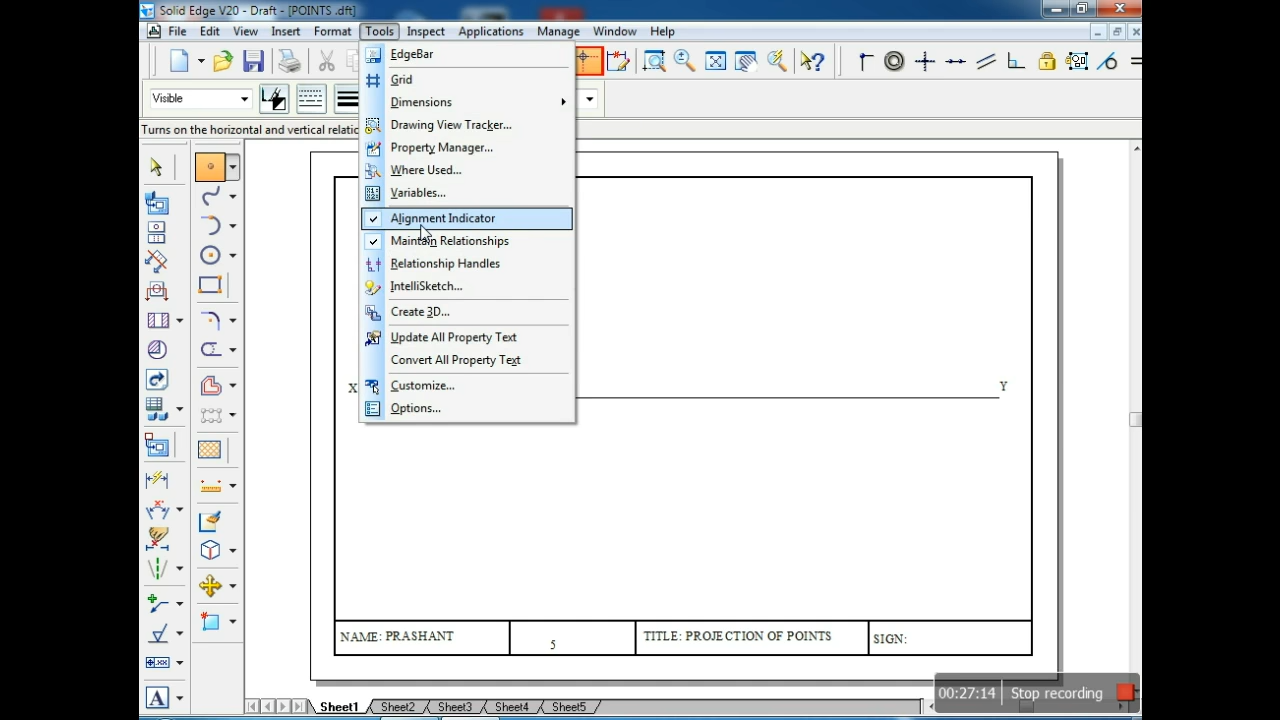 Solid Edge V20 - Draft - [POINTS .dft]
File Edit View Insert Format Tools Inspect Applications Manage Window Help
Visible
Turns on the horizontal and vertical relatio
EdgeBar
Grid
Dimensions
Drawing View Tracker...
Property Manager...
Where Used...
Variables...
Alignment Indicator
Maintain Relationships
Relationship Handles
IntelliSketch...
Create 3D...
Update All Property Text
Convert All Property Text
Customize...
Options...
X
Y
NAME: PRASHANT
5
TITLE: PROJECTION OF POINTS
SIGN:
A
Sheet1 Sheet2 Sheet3 Sheet4 Sheet5
00:27:14 Stop recording